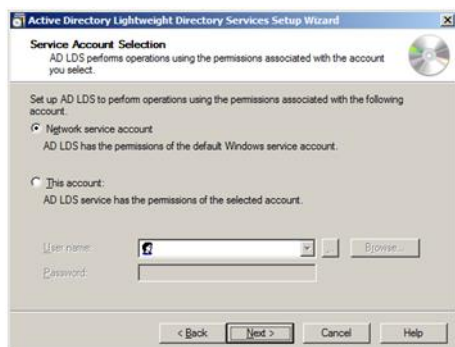 Active Directory Lightweight Directory Services Setup Wizard
Service Account Selection
AD LDS performs operations using the permissions associated with the account
you select.
Set up AD LDS to perform operations using the permissions associated with the following
account.
Network service account
AD LDS has the permissions of the default Windows service account.
This account:
AD LDS service has the permissions of the selected account.
User name:
... Browse...
Password:
< Back Next > Cancel Help